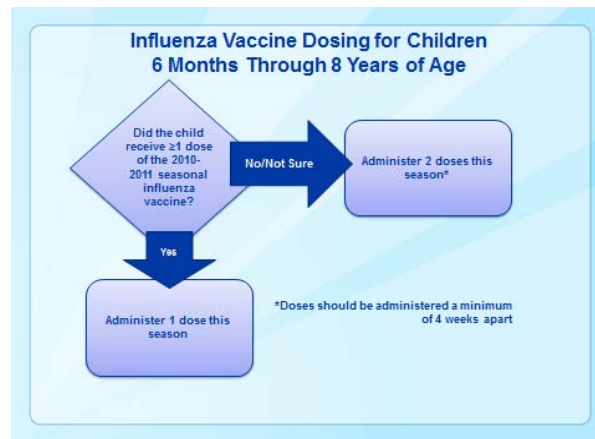 Influenza Vaccine Dosing for Children
6 Months Through 8 Years of Age
Did the child
receive ≥1 dose
of the 2010-
2011 seasonal
influenza
vaccine?
No/Not Sure
Administer 2 doses this
season*
Yes
Administer 1 dose this
season
*Doses should be administered a minimum
of 4 weeks apart